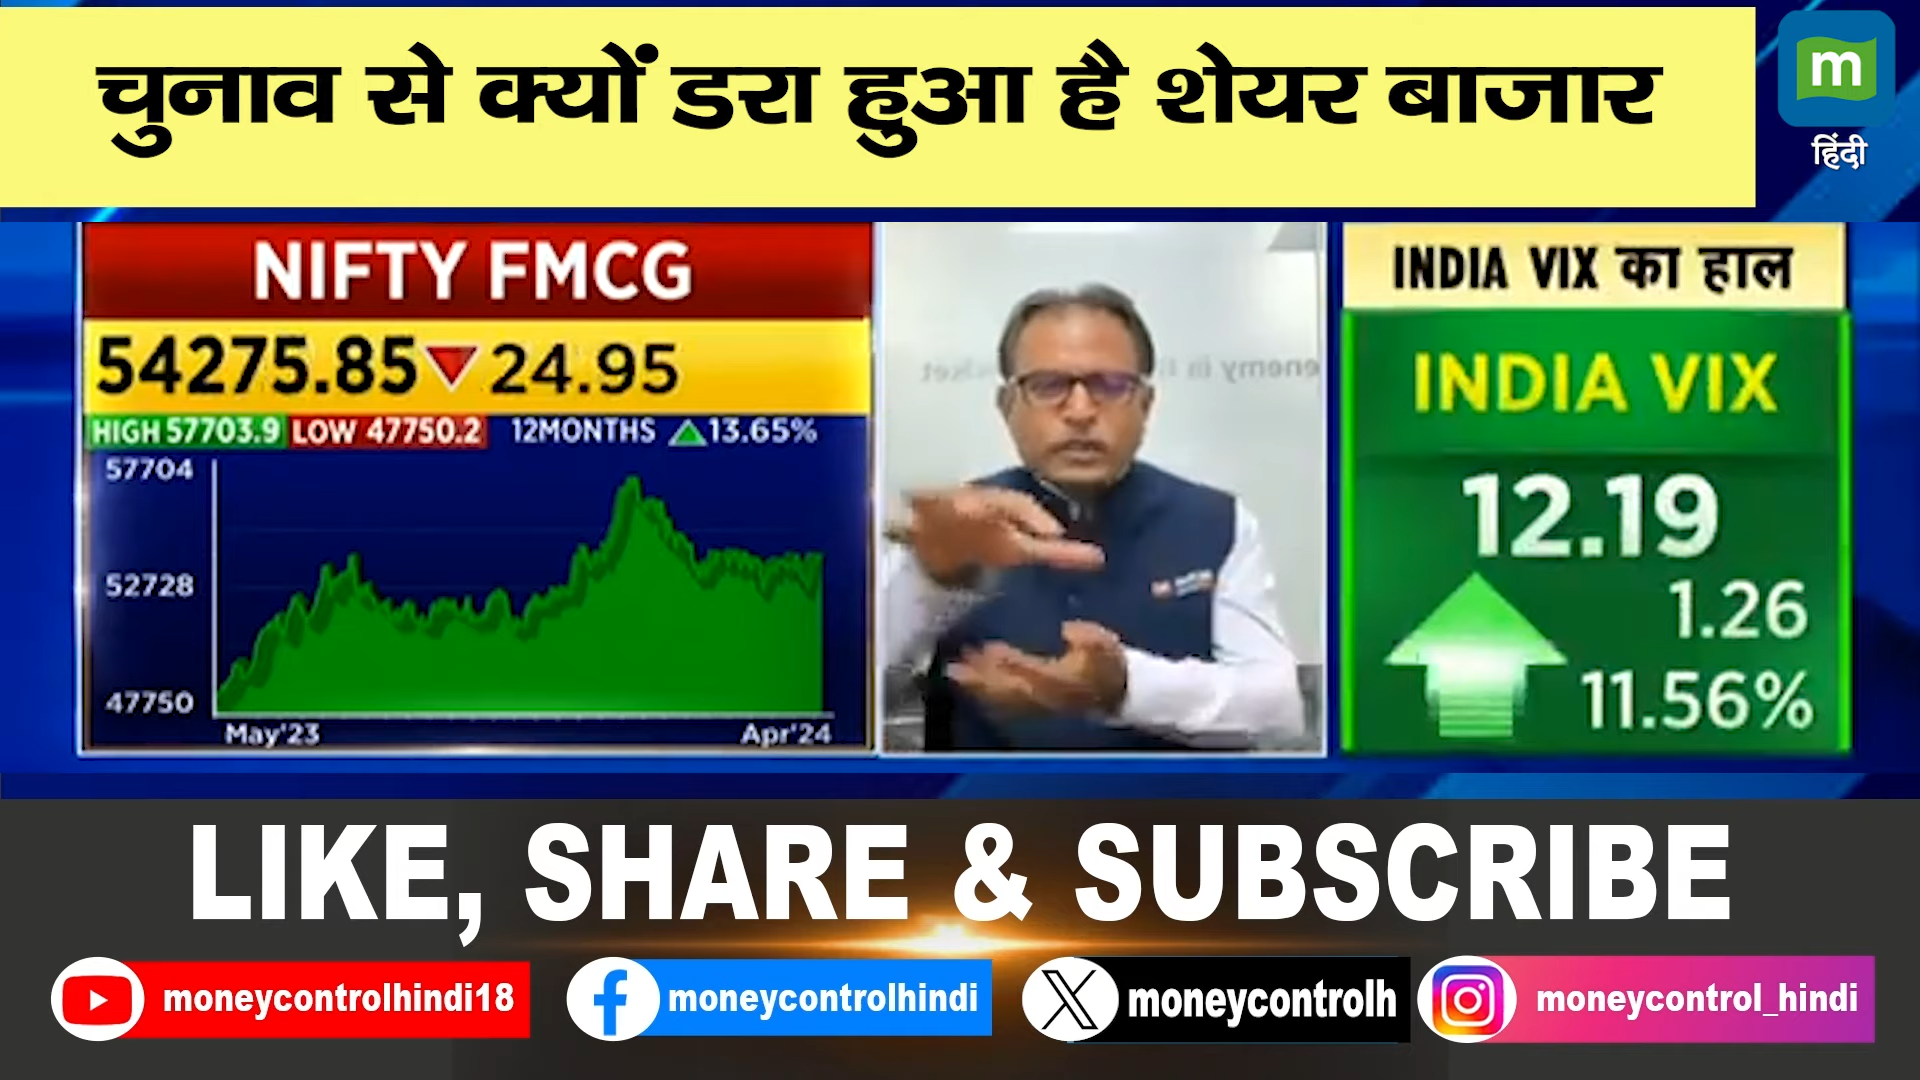 चुनाव से क्यों डरा हुआ है शेयर बाजार
m
हिंदी
NIFTY FMCG
54275.85 ▼ 24.95
HIGH 57703.9 LOW 47750.2 12MONTHS ▲ 13.65%
57704
52728
47750
May'23 Apr'24
enemy in
INDIA VIX का हाल
INDIA VIX
12.19
1.26
11.56%
LIKE, SHARE & SUBSCRIBE
moneycontrolhindi18 moneycontrolhindi moneycontrolh moneycontrol_hindi